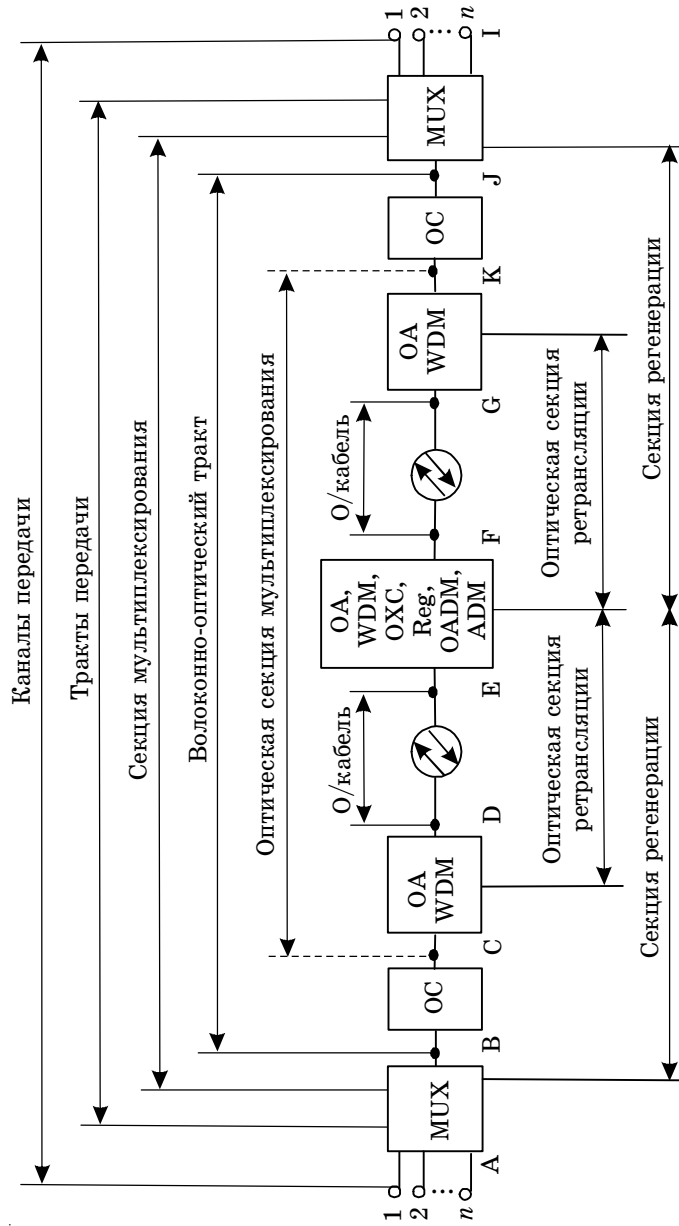 Каналы передачи
Тракты передачи
Секция мультиплексирования
Волоконно-оптический тракт
Оптическая секция мультиплексирования
О/кабель
О/кабель
1
2
n
A
MUX
B
ОС
C
OA
WDM
D
E
OA,
WDM,
OXC,
Reg,
OADM,
ADM
F
G
OA
WDM
K
ОС
J
MUX
1
2
n
I
Оптическая секция
ретрансляции
Оптическая секция
ретрансляции
Секция регенерации
Секция регенерации